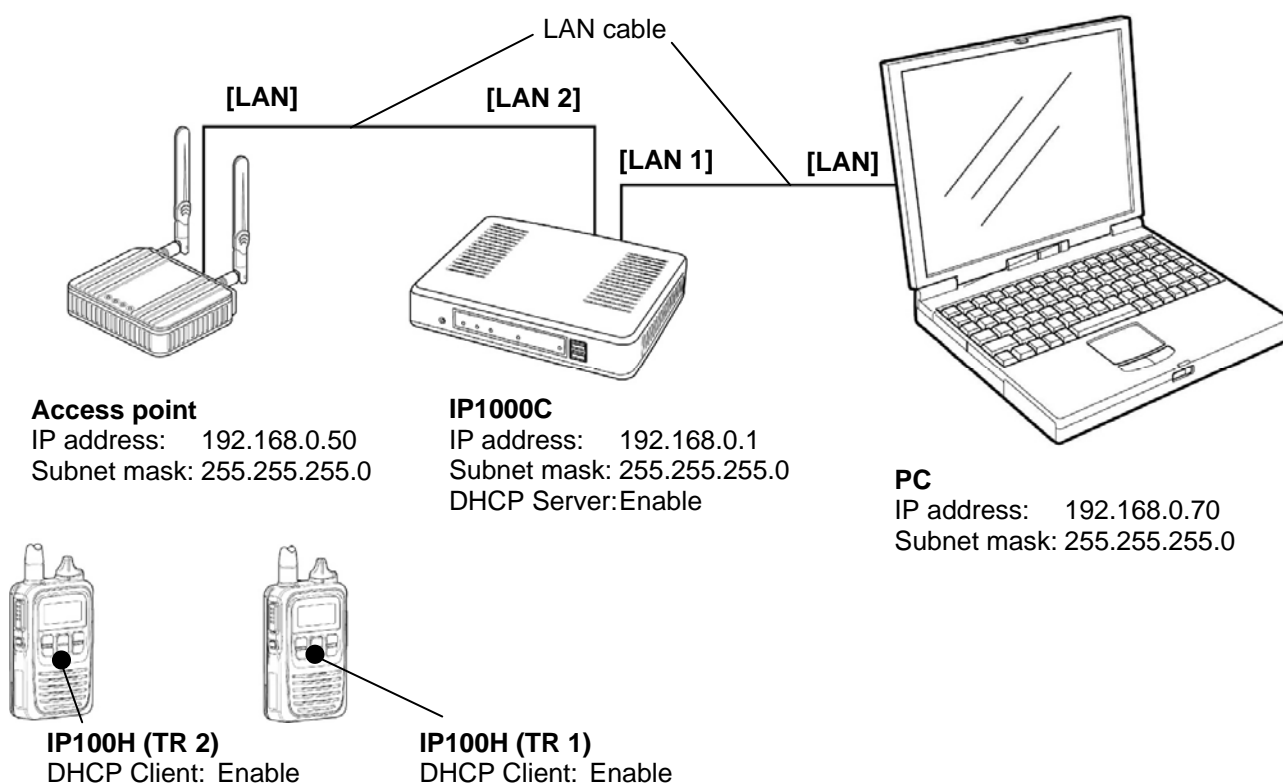 LAN cable
[LAN]
[LAN 2]
[LAN 1]
[LAN]
Access point
IP address: 192.168.0.50
Subnet mask: 255.255.255.0
IP1000C
IP address: 192.168.0.1
Subnet mask: 255.255.255.0
DHCP Server:Enable
PC
IP address: 192.168.0.70
Subnet mask: 255.255.255.0
IP100H (TR 2)
DHCP Client: Enable
IP100H (TR 1)
DHCP Client: Enable